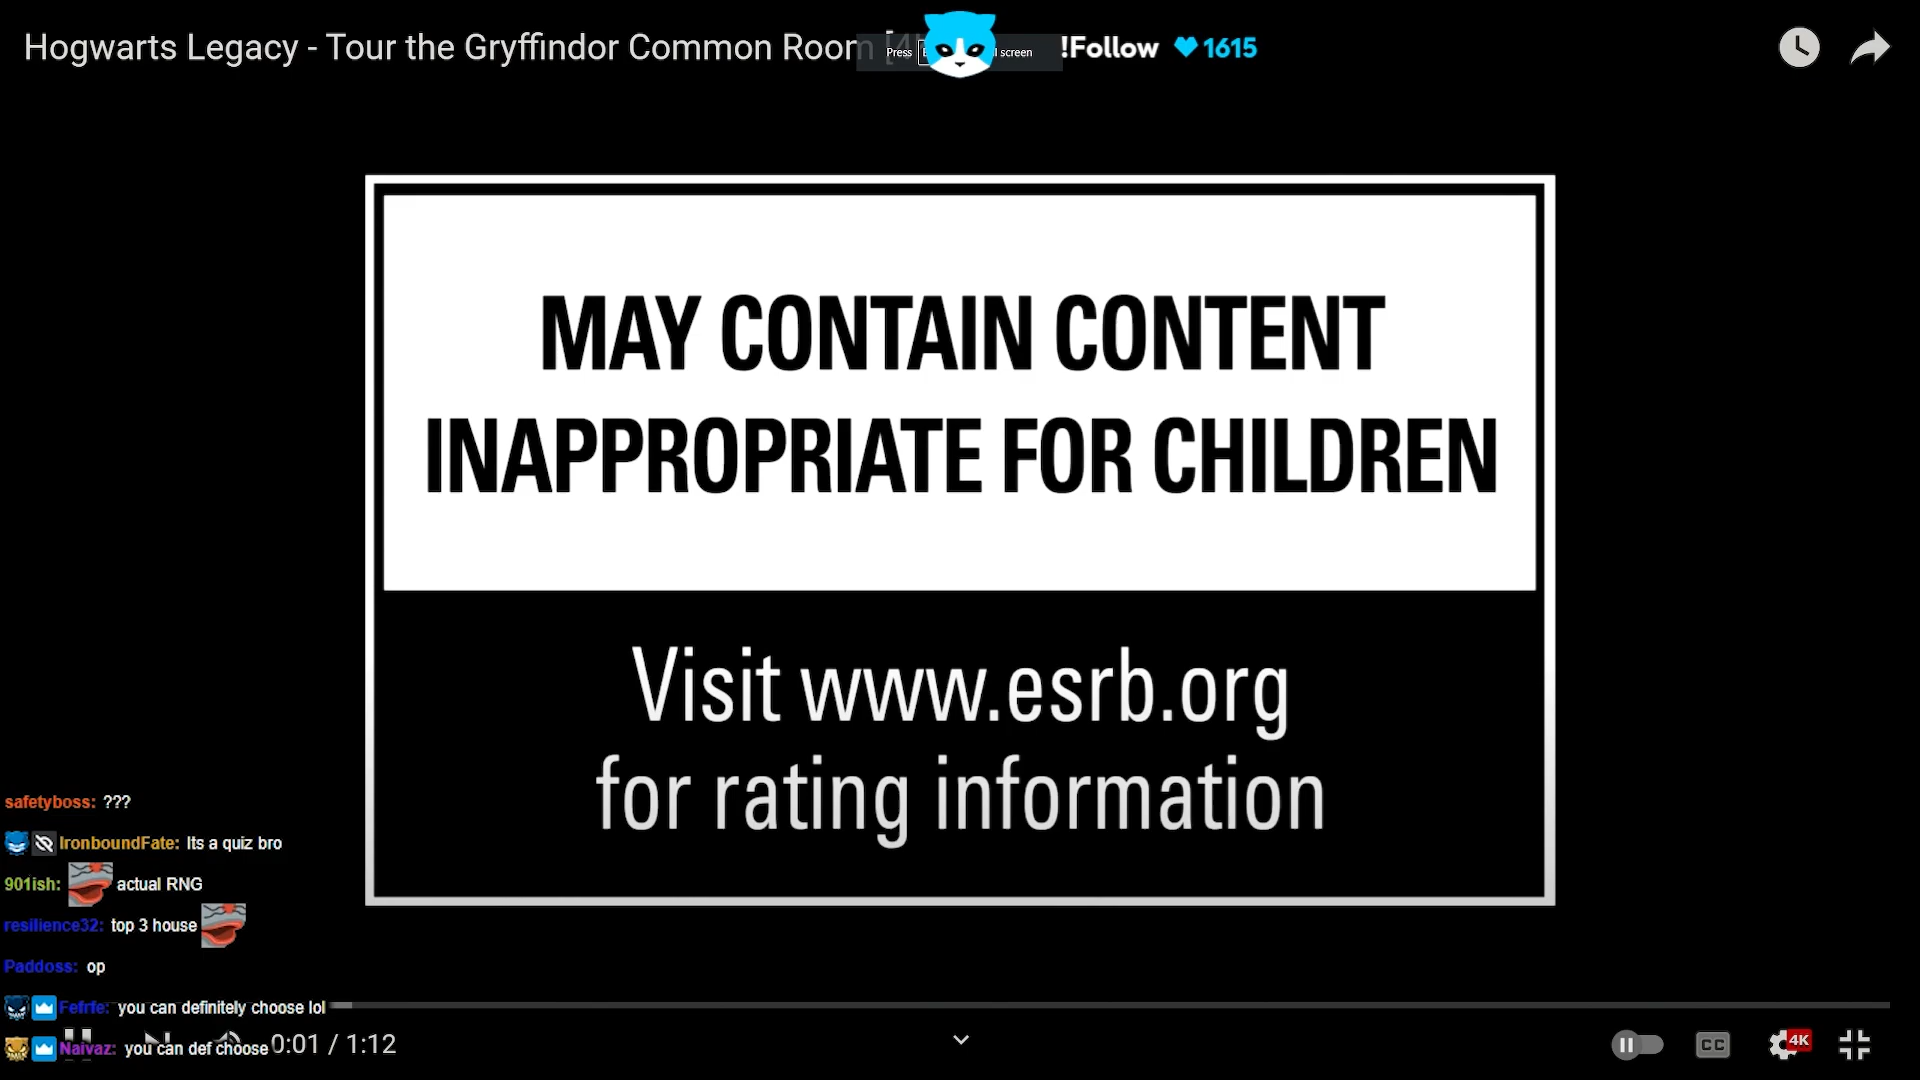 Hogwarts Legacy - Tour the Gryffindor Common Room [4
Press
screen
!Follow 1615
MAY CONTAIN CONTENT
INAPPROPRIATE FOR CHILDREN
Visit www.esrb.org
for rating information
safetyboss: ???
IronboundFate: Its a quiz bro
901ish: actual RNG
resilience32: top 3 house
Paddoss: op
Fefrfe: you can definitely choose lol
Naivaz: you can def choose
0:01 / 1:12
CC
4K